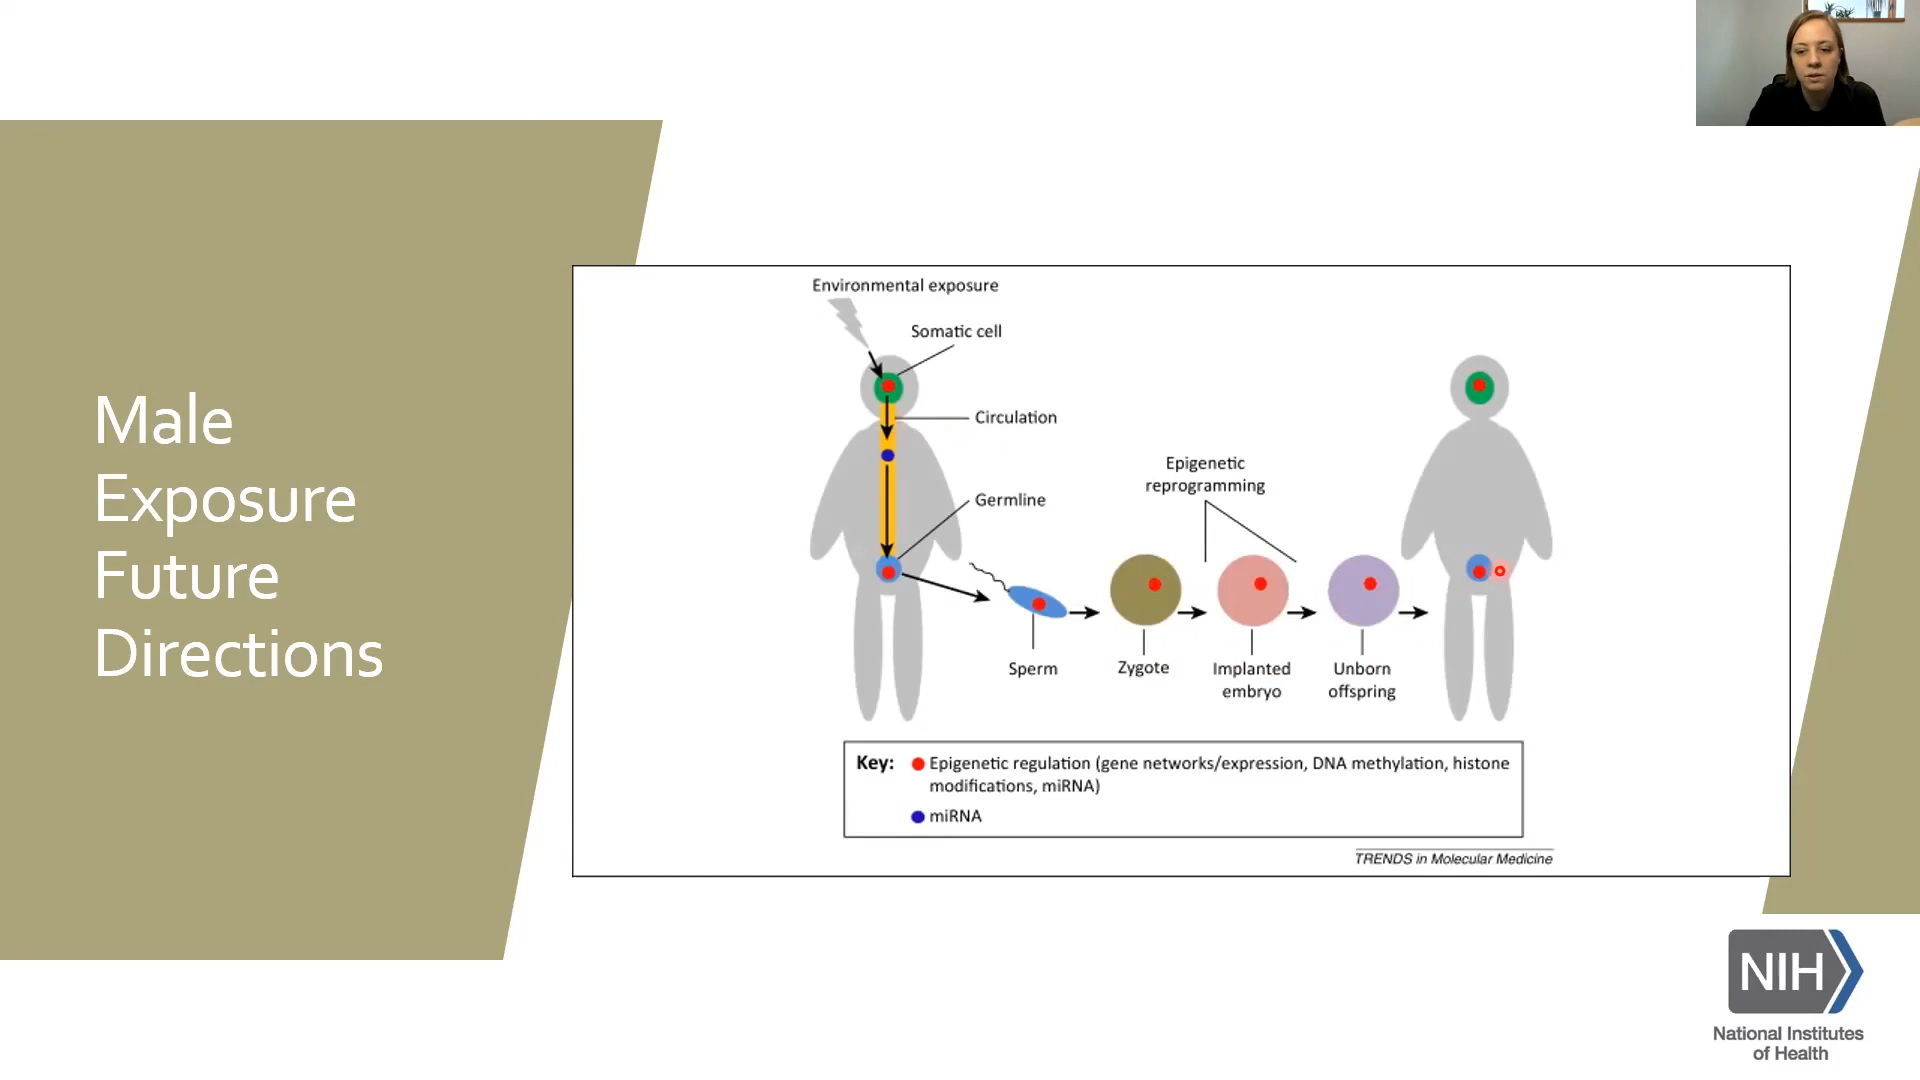 Male
Exposure
Future
Directions
Environmental exposure
Somatic cell
Circulation
Germline
Epigenetic
reprogramming
Sperm
Zygote
Implanted
embryo
Unborn
offspring
Key:
Epigenetic regulation (gene networks/expression, DNA methylation, histone
modifications, miRNA)
miRNA
TRENDS in Molecular Medicine
NIH
National Institutes
of Health